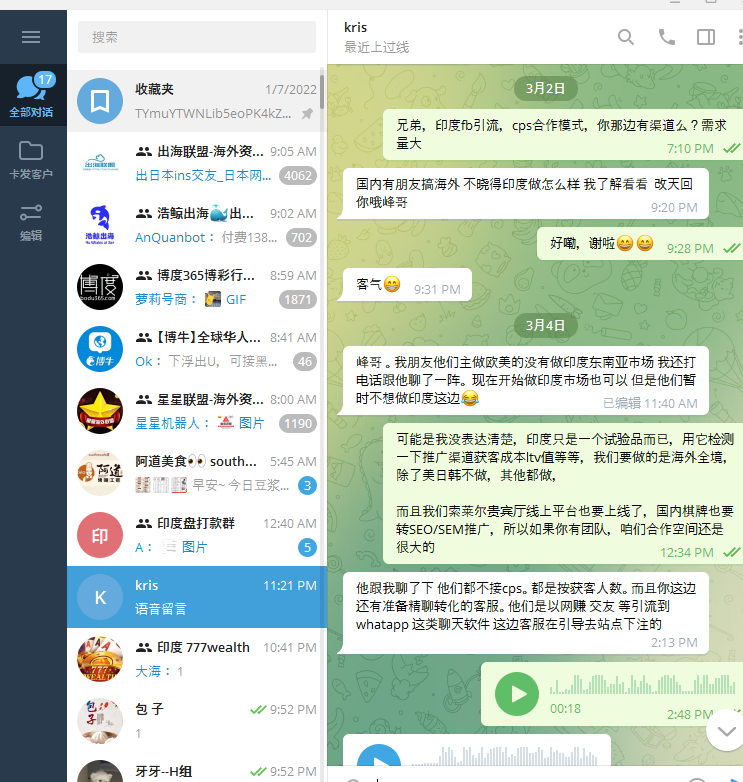 17
全部对话
卡发客户
编辑
搜索
收藏夹
1/7/2022
TYmuYTWNLib5eoPK4kZ...
出海联盟-海外资...
9:05 AM
出日本ins交友_日本网...
4062
浩鲸出海🐳出...
9:02 AM
AnQuanbot： 付费138...
702
博度365博彩行...
8:59 AM
萝莉号商： GIF
1871
【博牛】全球华人...
8:41 AM
Ok： 下浮出U，可接黑...
46
星星联盟-海外资...
8:00 AM
星星机器人： 图片
1190
阿道美食👀 south...
5:45 AM
早安~ 今日豆浆...
3
印
印度盘打款群
12:40 AM
A： 图片
5
K
kris
11:21 PM
语音留言
印度 777wealth
10:41 PM
大海： 1
包 子
9:52 PM
1
牙牙--H组
9:52 PM
kris
最近上过线
3月2日
兄弟，印度fb引流，cps合作模式，你那边有渠道么？需求
量大
7:10 PM
国内有朋友搞海外 不晓得印度做怎么样 我了解看看 改天回
你哦峰哥
9:20 PM
好嘞，谢啦😄😄
9:28 PM
客气😄
9:31 PM
3月4日
峰哥 。我朋友他们主做欧美的没有做印度东南亚市场 我还打
电话跟他聊了一阵。现在开始做印度市场也可以 但是他们暂
时不想做印度这边😂
已编辑 11:40 AM
可能是我没表达清楚，印度只是一个试验品而已，用它检测
一下推广渠道获客成本ltv值等等，我们要做的是海外全境，
除了美日韩不做，其他都做，
而且我们索莱尔贵宾厅线上平台也要上线了，国内棋牌也要
转SEO/SEM推广，所以如果你有团队，咱们合作空间还是
很大的
12:34 PM
他跟我聊了下 他们都不接cps。都是按获客人数。而且你这边
还有准备精聊转化的客服。他们是以网赚 交友 等引流到
whatapp 这类聊天软件 这边客服在引导去站点下注的
2:13 PM
00:18
2:48 PM